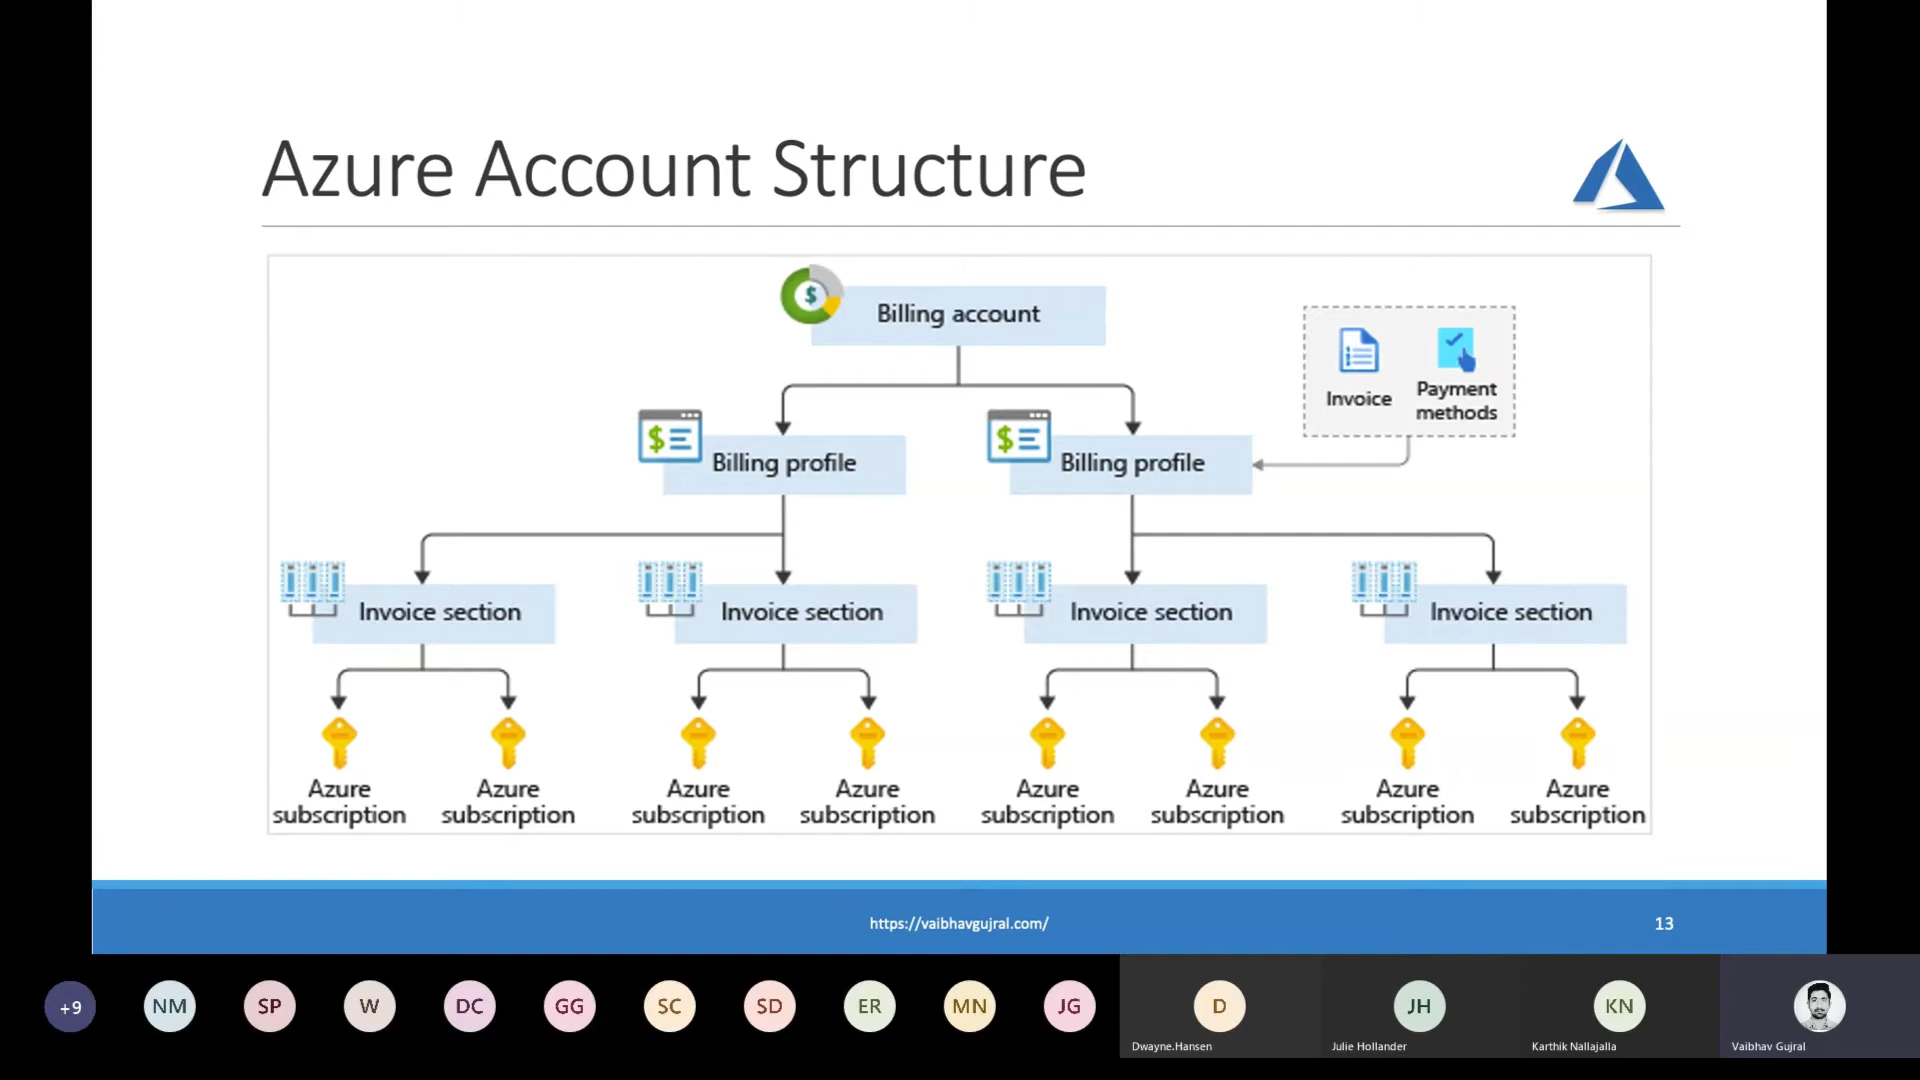 Azure Account Structure
Billing account
Invoice
Payment
methods
Billing profile
Billing profile
Invoice section
Invoice section
Invoice section
Invoice section
Azure
subscription
Azure
subscription
Azure
subscription
Azure
subscription
Azure
subscription
Azure
subscription
Azure
subscription
Azure
subscription
https://vaibhavgujral.com/
13
+9
NM
SP
W
DC
GG
SC
SD
ER
MN
JG
D
JH
KN
Dwayne.Hansen
Julie Hollander
Karthik Nallajalla
Vaibhav Gujral